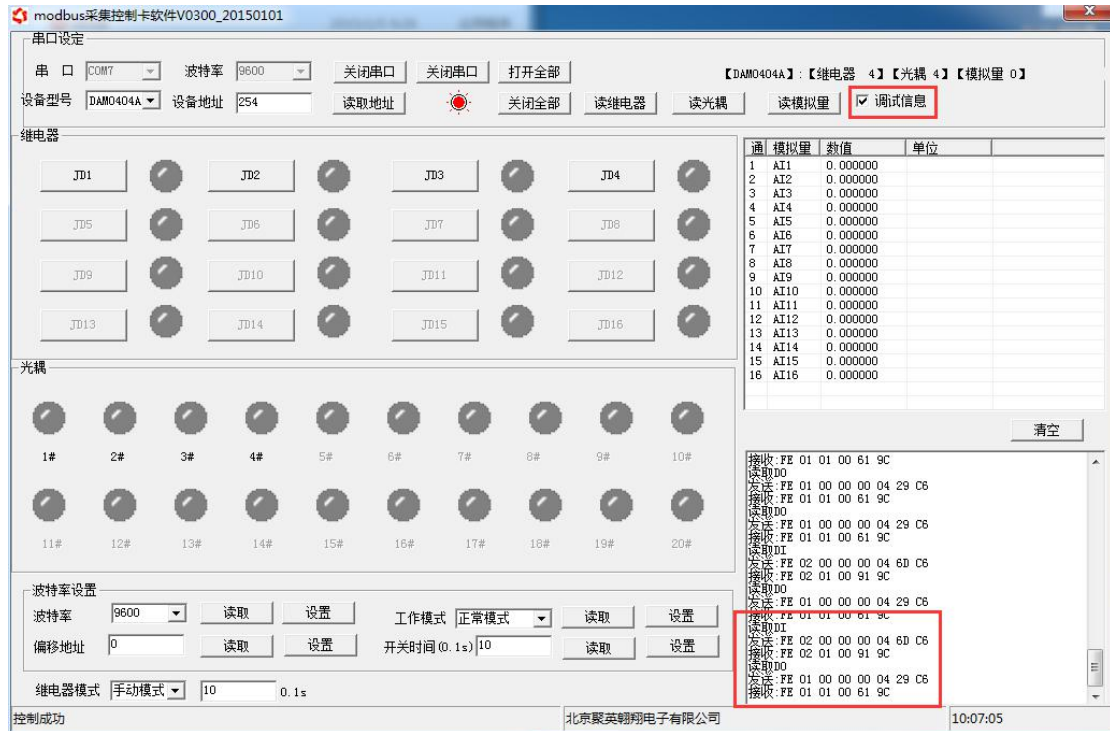 modbus采集控制卡软件V0300_20150101
串口设定
串 口 COM7 波特率 9600 关闭串口 关闭串口 打开全部 【DAM0404A】:【继电器 4】【光耦 4】【模拟量 0】
设备型号 DAM0404A 设备地址 254 读取地址 关闭全部 读继电器 读光耦 读模拟量 调试信息
继电器
JD1 JD2 JD3 JD4
JD5 JD6 JD7 JD8
JD9 JD10 JD11 JD12
JD13 JD14 JD15 JD16
通 模拟量 数值 单位
1 AI1 0.000000
2 AI2 0.000000
3 AI3 0.000000
4 AI4 0.000000
5 AI5 0.000000
6 AI6 0.000000
7 AI7 0.000000
8 AI8 0.000000
9 AI9 0.000000
10 AI10 0.000000
11 AI11 0.000000
12 AI12 0.000000
13 AI13 0.000000
14 AI14 0.000000
15 AI15 0.000000
16 AI16 0.000000
光耦
1# 2# 3# 4# 5# 6# 7# 8# 9# 10#
11# 12# 13# 14# 15# 16# 17# 18# 19# 20#
清空
接收:FE 01 01 00 61 9C
读取DO
发送:FE 01 00 00 00 04 29 C6
接收:FE 01 01 00 61 9C
读取DO
发送:FE 01 00 00 00 04 29 C6
接收:FE 01 01 00 61 9C
读取DI
发送:FE 02 00 00 00 04 6D C6
接收:FE 02 01 00 91 9C
读取DO
发送:FE 01 00 00 00 04 29 C6
接收:FE 01 01 00 61 9C
读取DI
发送:FE 02 00 00 00 04 6D C6
接收:FE 02 01 00 91 9C
读取DO
发送:FE 01 00 00 00 04 29 C6
接收:FE 01 01 00 61 9C
波特率设置
波特率 9600 读取 设置 工作模式 正常模式 读取 设置
偏移地址 0 读取 设置 开关时间(0.1s) 10 读取 设置
继电器模式 手动模式 10 0.1s
控制成功 北京聚英翱翔电子有限公司 10:07:05